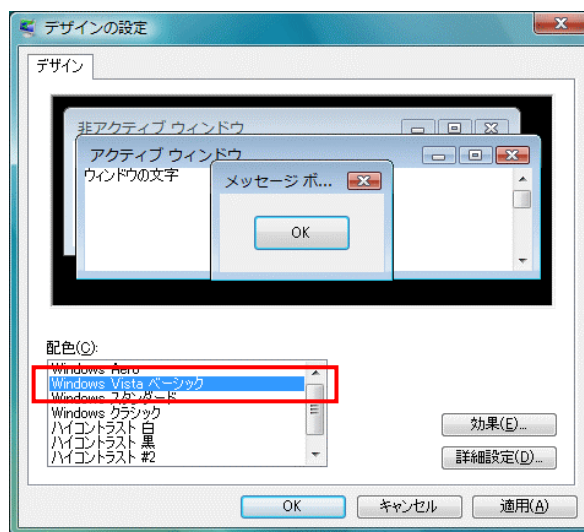 デザインの設定
デザイン
非アクティブ ウィンドウ
アクティブ ウィンドウ
ウィンドウの文字
メッセージ ボ...
OK
配色(C):
Windows Aero
Windows Vista ベーシック
Windows スタンダード
Windows クラシック
ハイコントラスト 白
ハイコントラスト 黒
ハイコントラスト #2
効果(E)...
詳細設定(D)...
OK
キャンセル
適用(A)